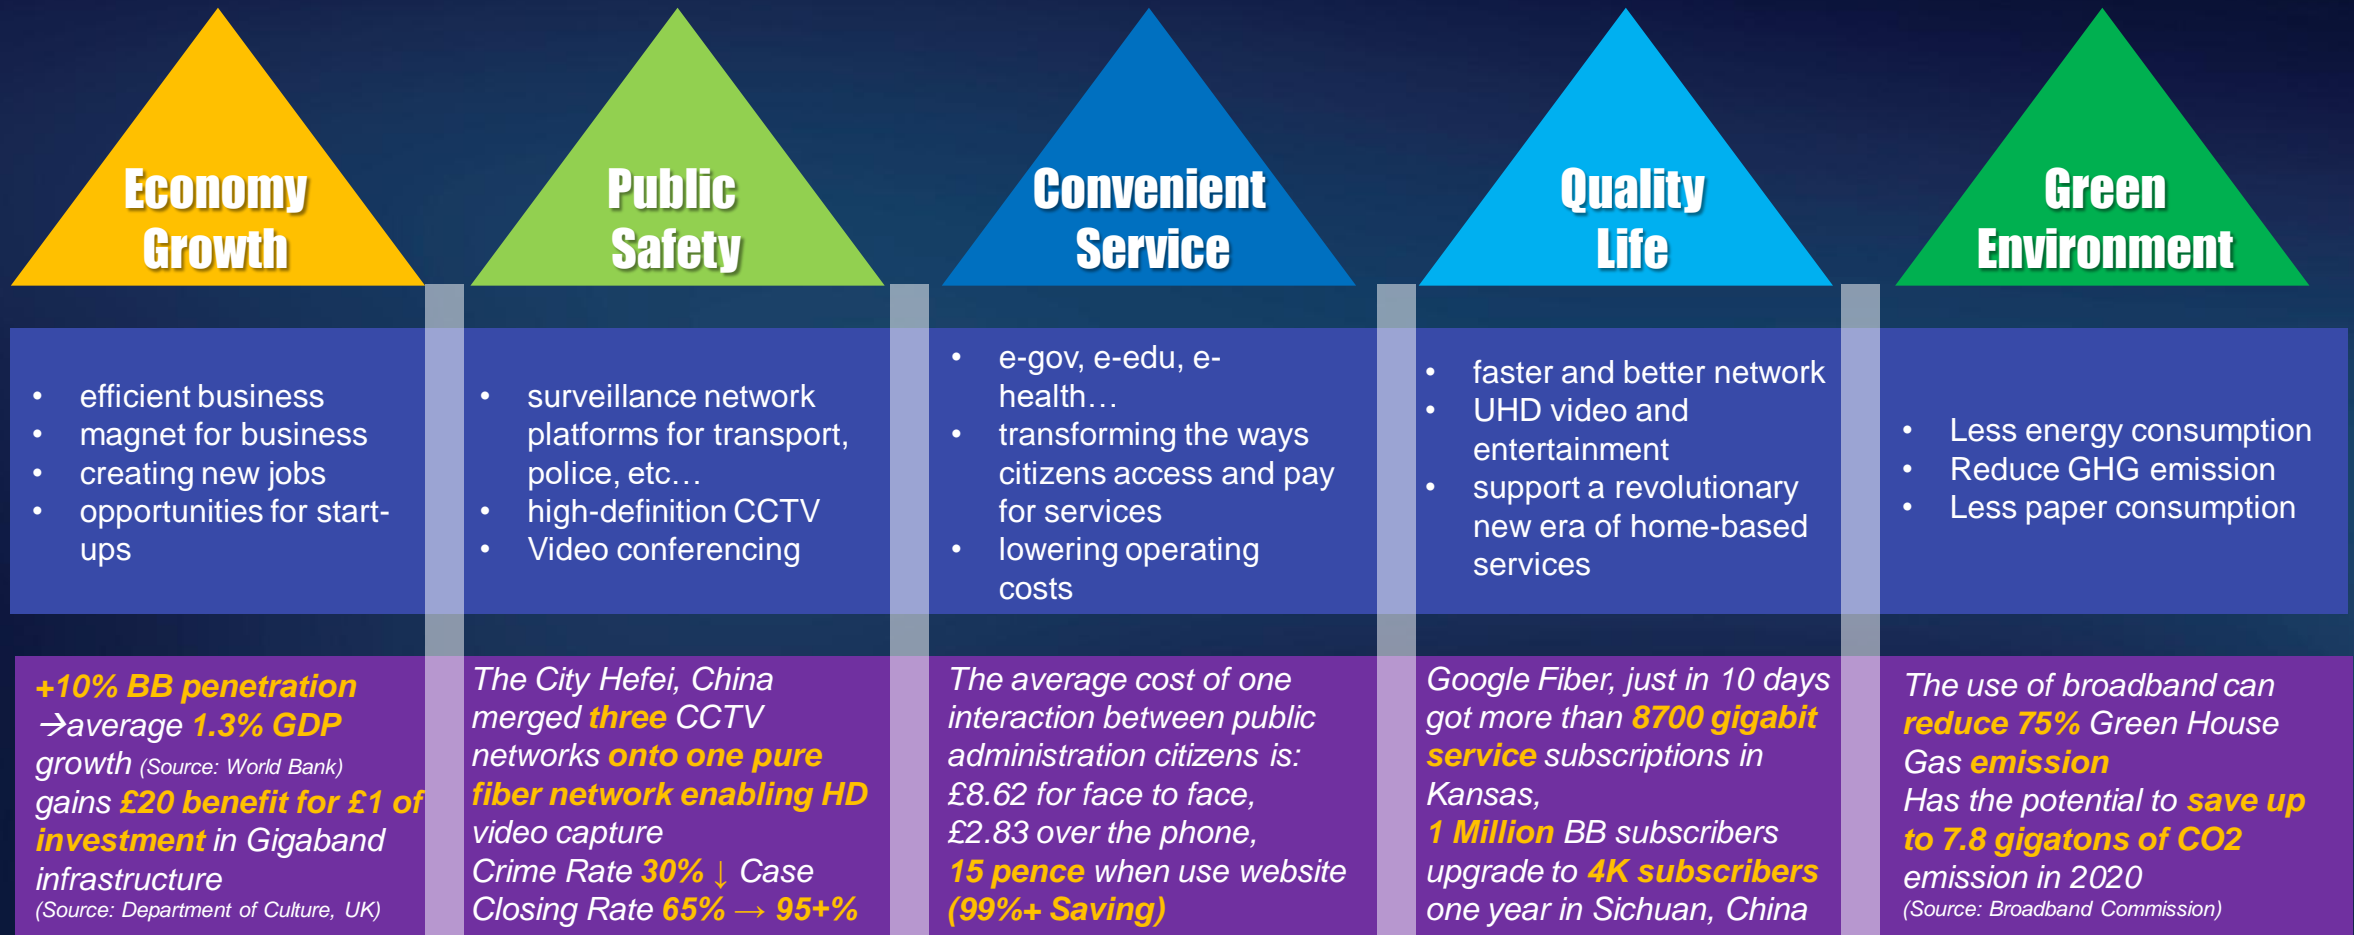 Economy
Growth
Public
Safety
Convenient
Service
Quality
Life
Green
Environment
• efficient business
• magnet for business
• creating new jobs
• opportunities for start-
ups
• surveillance network
platforms for transport,
police, etc…
• high-definition CCTV
• Video conferencing
• e-gov, e-edu, e-
health…
• transforming the ways
citizens access and pay
for services
• lowering operating
costs
• faster and better network
• UHD video and
entertainment
• support a revolutionary
new era of home-based
services
• Less energy consumption
• Reduce GHG emission
• Less paper consumption
+10% BB penetration
→average 1.3% GDP
growth (Source: World Bank)
gains £20 benefit for £1 of
investment in Gigaband
infrastructure
(Source: Department of Culture, UK)
The City Hefei, China
merged three CCTV
networks onto one pure
fiber network enabling HD
video capture
Crime Rate 30% ↓ Case
Closing Rate 65% → 95+%
The average cost of one
interaction between public
administration citizens is:
£8.62 for face to face,
£2.83 over the phone,
15 pence when use website
(99%+ Saving)
Google Fiber, just in 10 days
got more than 8700 gigabit
service subscriptions in
Kansas,
1 Million BB subscribers
upgrade to 4K subscribers
one year in Sichuan, China
The use of broadband can
reduce 75% Green House
Gas emission
Has the potential to save up
to 7.8 gigatons of CO2
emission in 2020
(Source: Broadband Commission)